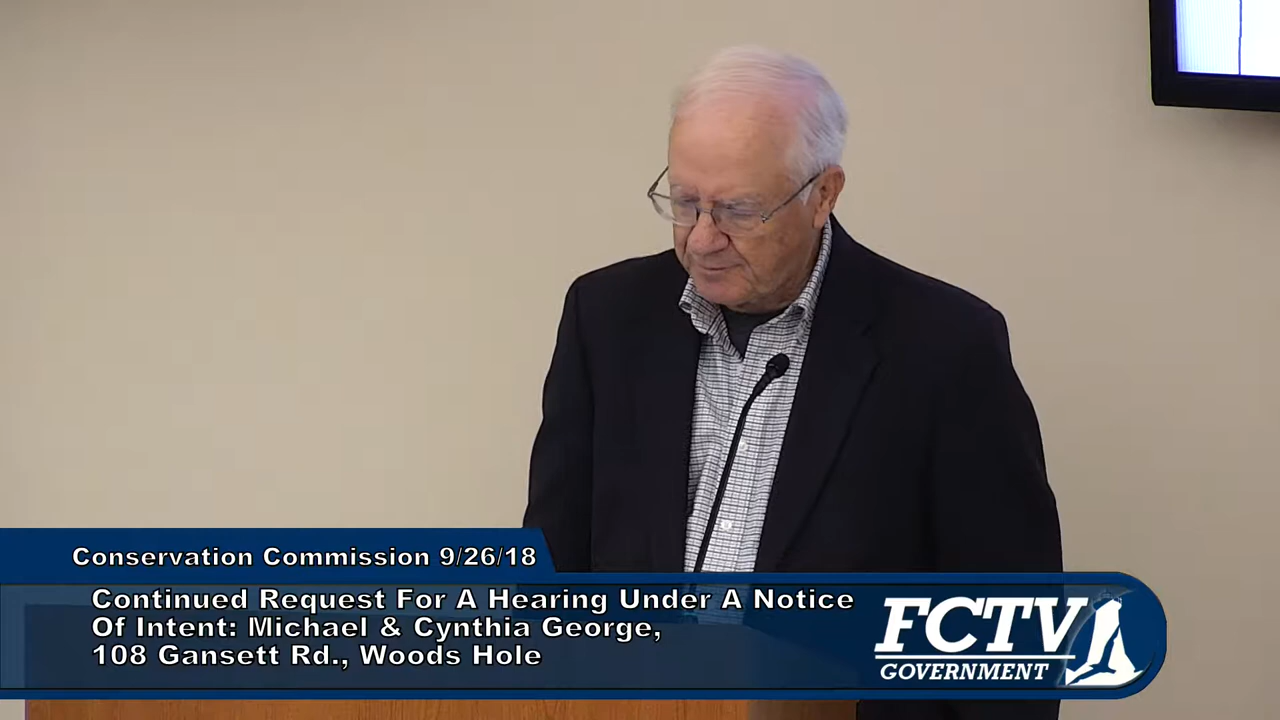 Conservation Commission 9/26/18
Continued Request For A Hearing Under A Notice
Of Intent: Michael & Cynthia George,
108 Gansett Rd., Woods Hole
FCTV
GOVERNMENT